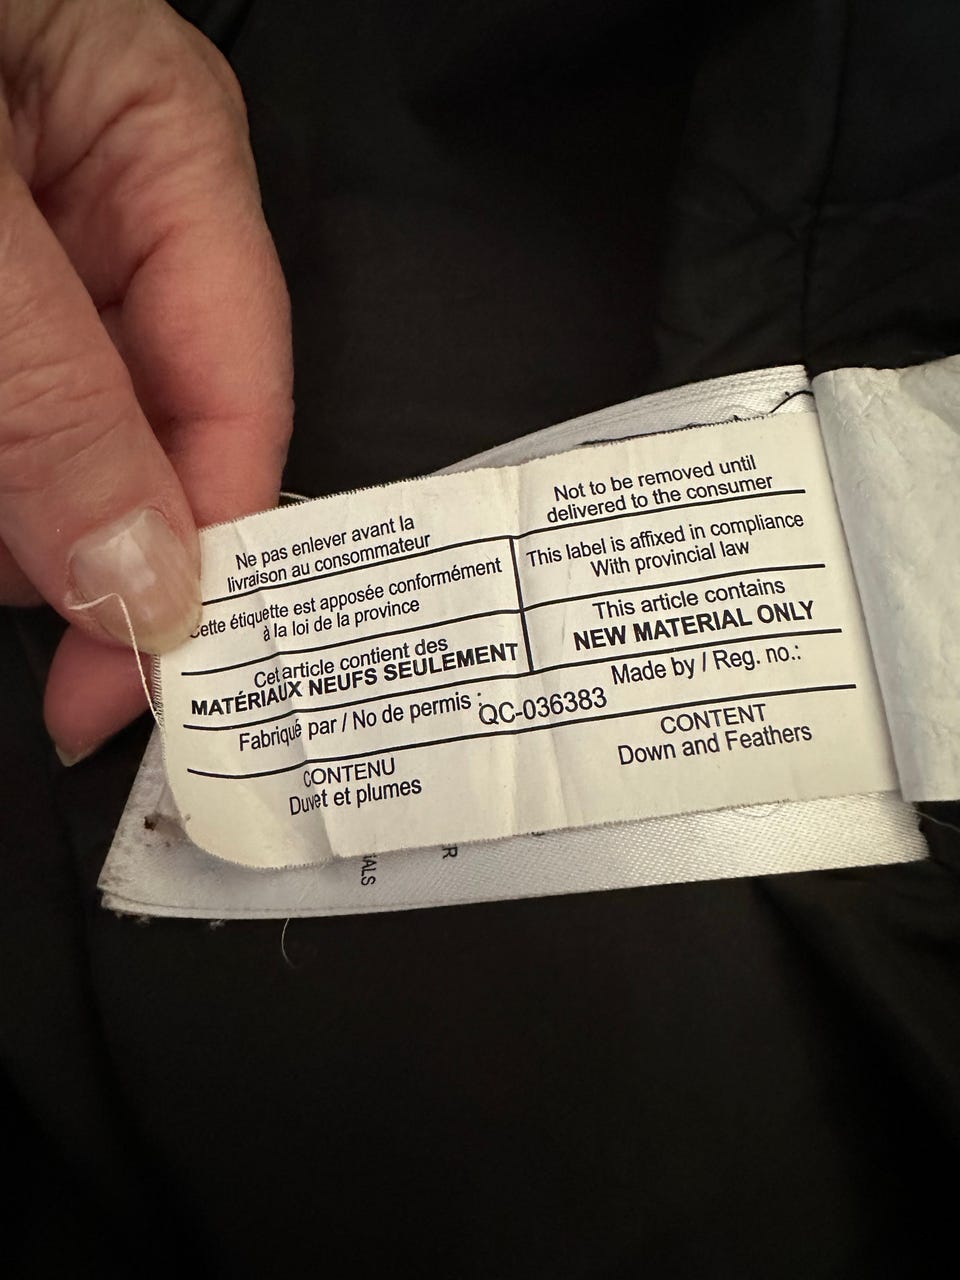 Ne pas enlever avant la
livraison au consommateur
Not to be removed until
delivered to the consumer
Cette étiquette est apposée conformément
à la loi de la province
This label is affixed in compliance
With provincial law
Cet article contient des
MATÉRIAUX NEUFS SEULEMENT
This article contains
NEW MATERIAL ONLY
Fabriqué par / No de permis :
QC-036383
Made by / Reg. no.:
CONTENU
Duvet et plumes
CONTENT
Down and Feathers